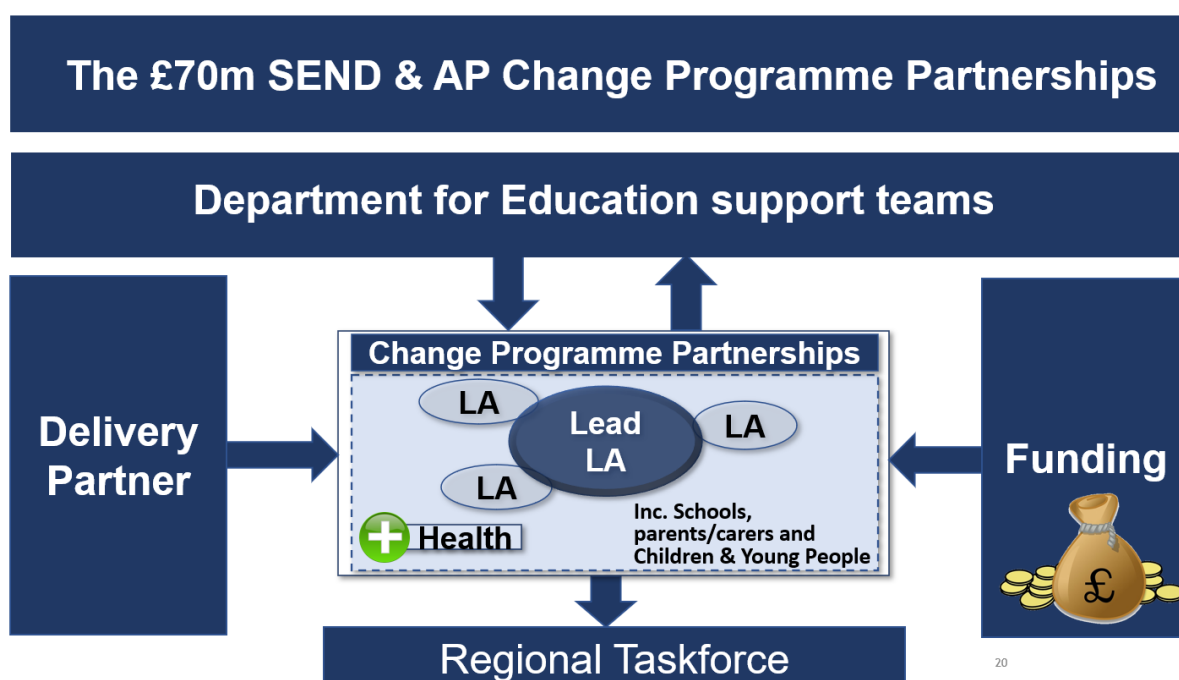 The £70m SEND & AP Change Programme Partnerships
Department for Education support teams
Delivery
Partner
Change Programme Partnerships
LA
Lead
LA
LA
LA
Health
Inc. Schools,
parents/carers and
Children & Young People
Funding
£
Regional Taskforce
20